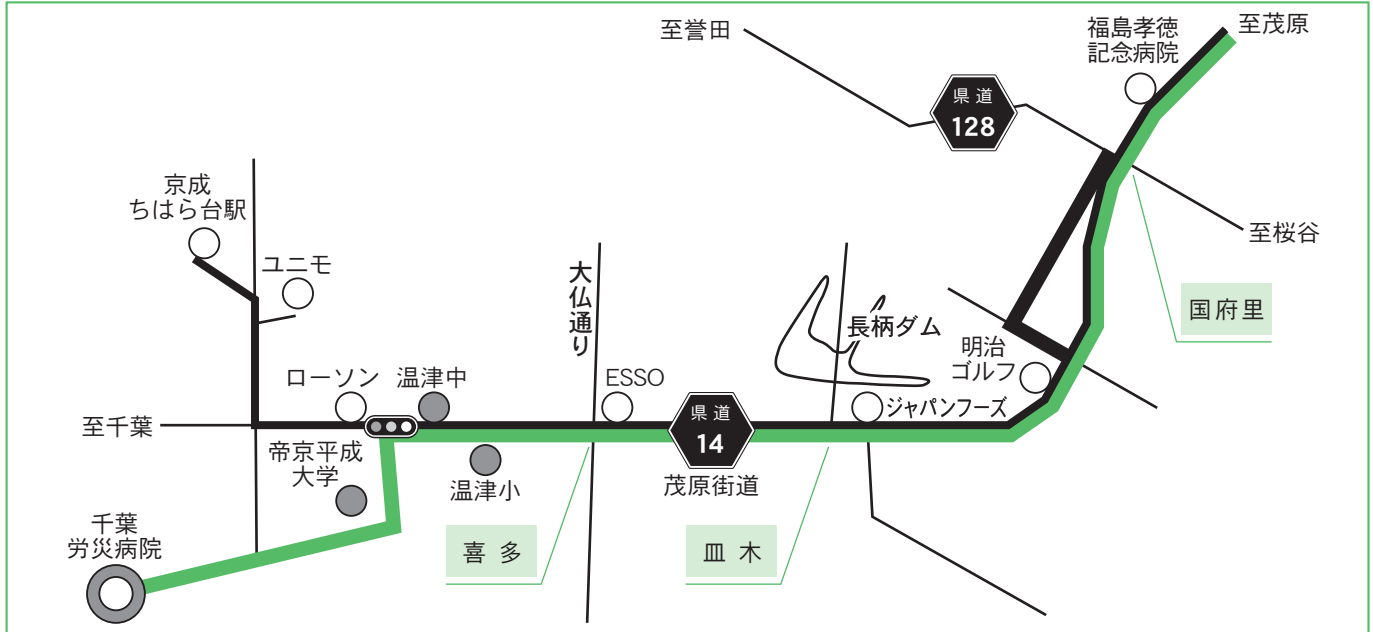 至誉田
福島孝徳
記念病院
至茂原
県道
128
京成
ちはら台駅
ユニモ
大仏通り
至桜谷
国府里
長柄ダム
明治
ゴルフ
ローソン
温津中
ESSO
ジャパンフーズ
至千葉
県道
14
茂原街道
帝京平成
大学
温津小
千葉
労災病院
喜多
皿木